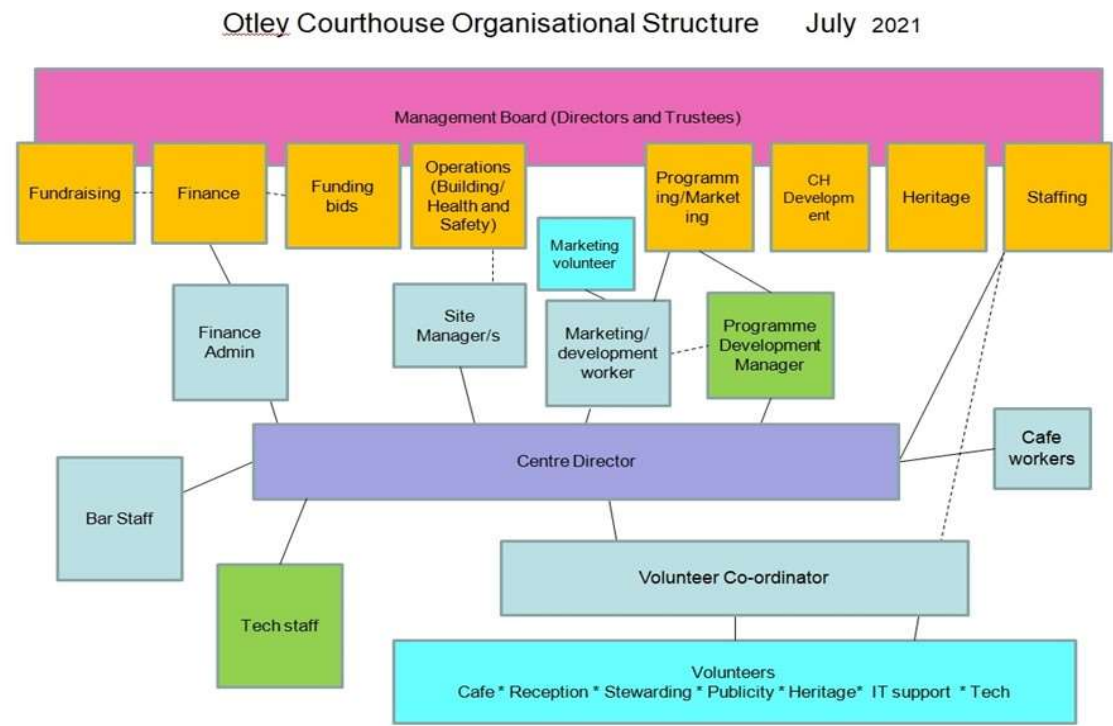 Otley Courthouse Organisational Structure July 2021
Management Board (Directors and Trustees)
Fundraising
Finance
Funding
bids
Operations
(Building/
Health and
Safety)
Programm
ing/Market
ing
CH
Developm
ent
Heritage
Staffing
Marketing
volunteer
Finance
Admin
Site
Manager/s
Marketing/
development
worker
Programme
Development
Manager
Centre Director
Cafe
workers
Bar Staff
Tech staff
Volunteer Co-ordinator
Volunteers
Cafe * Reception * Stewarding * Publicity * Heritage* IT support * Tech